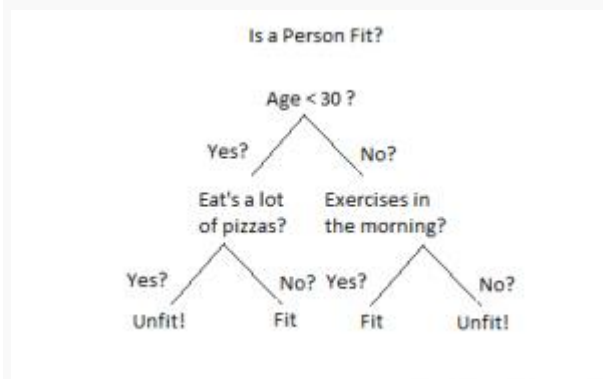 Is a Person Fit?
Age < 30 ?
Yes?
No?
Eat's a lot
of pizzas?
Exercises in
the morning?
Yes?
No?
Yes?
No?
Unfit!
Fit
Fit
Unfit!